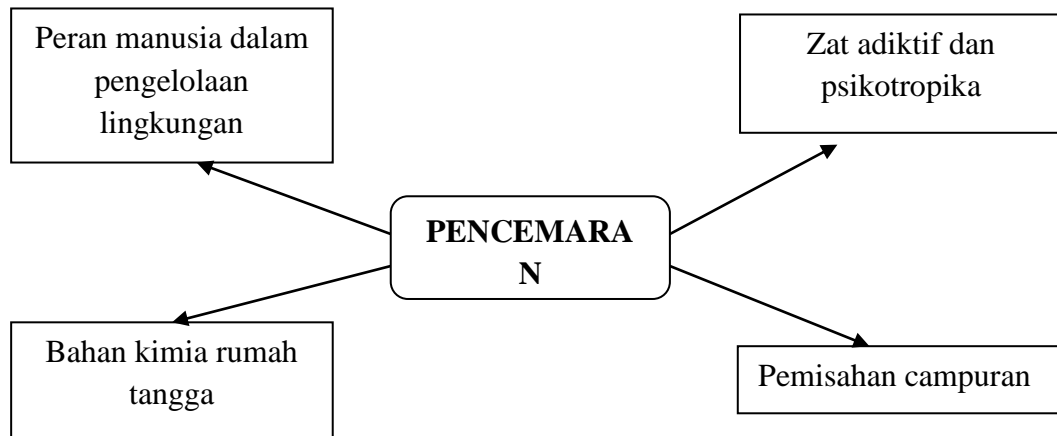 Peran manusia dalam
pengelolaan
lingkungan
Zat adiktif dan
psikotropika
PENCEMARA
N
Bahan kimia rumah
tangga
Pemisahan campuran